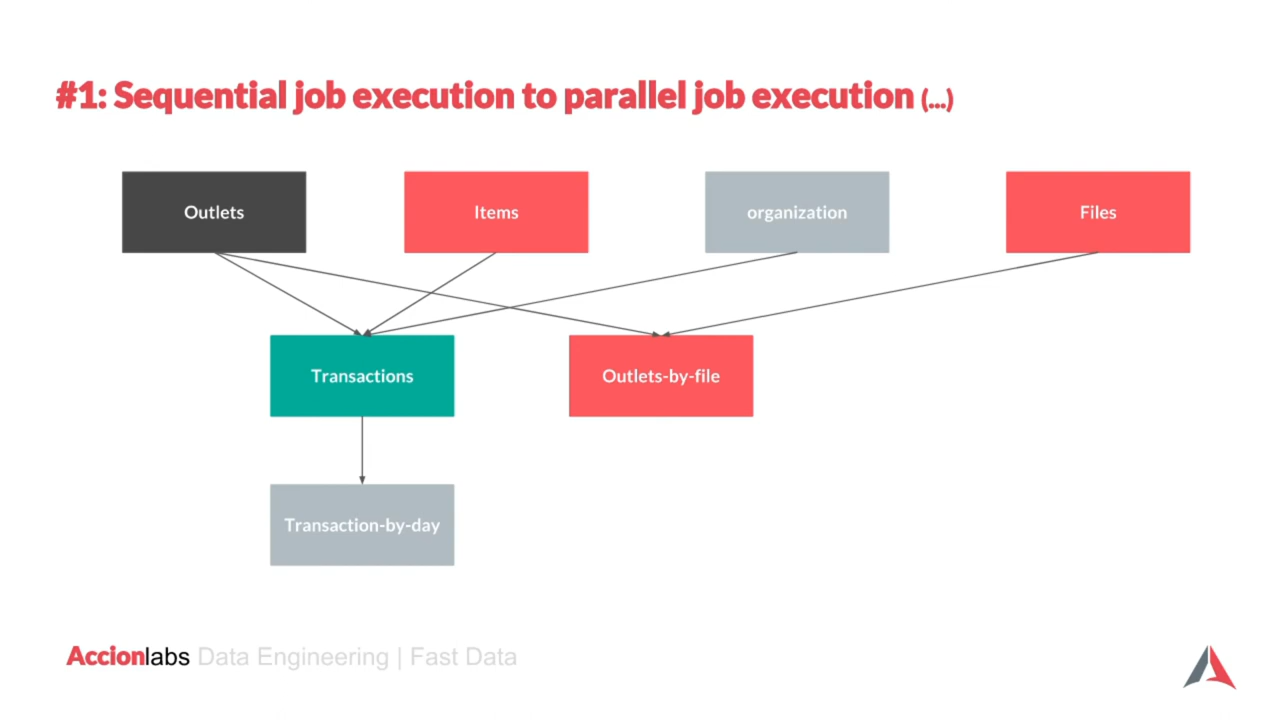 #1: Sequential job execution to parallel job execution (...)
Outlets
Items
organization
Files
Transactions
Outlets-by-file
Transaction-by-day
Accionlabs Data Engineering | Fast Data